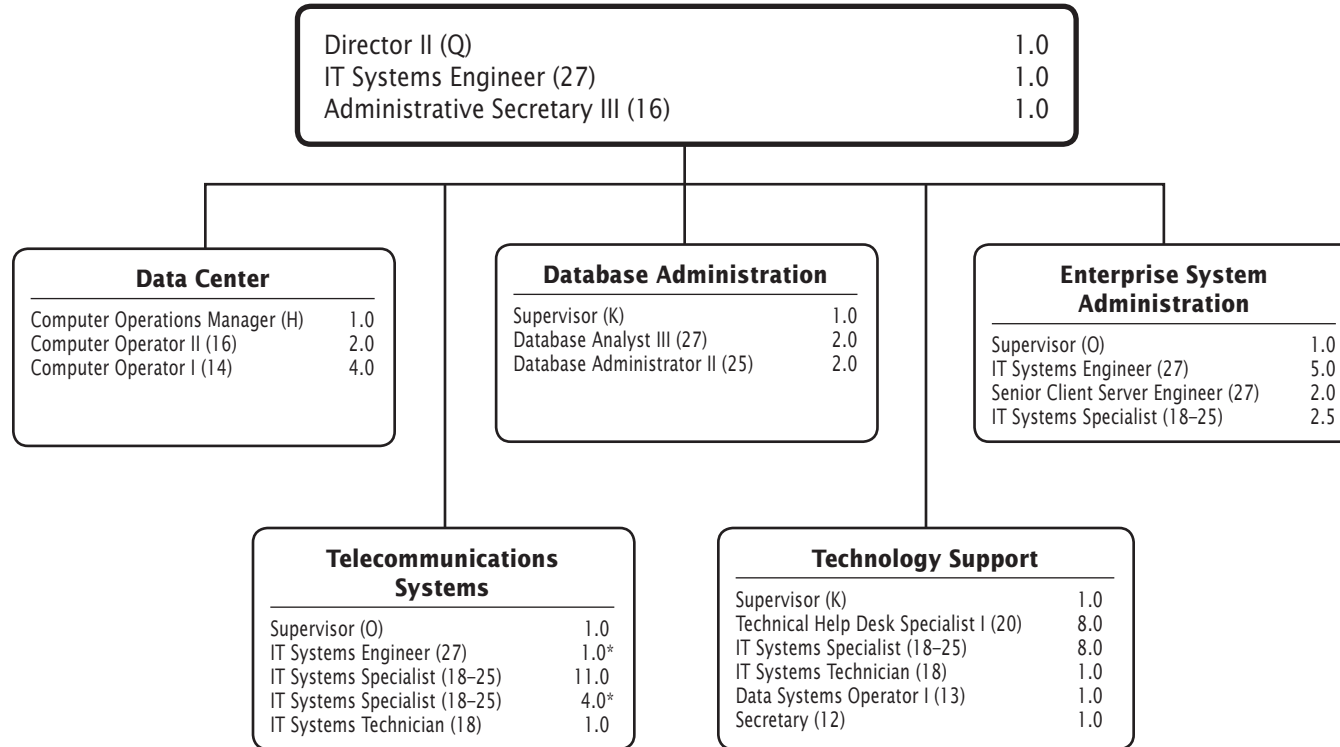 Director II (Q) 1.0
IT Systems Engineer (27) 1.0
Administrative Secretary III (16) 1.0
Data Center
Computer Operations Manager (H) 1.0
Computer Operator II (16) 2.0
Computer Operator I (14) 4.0
Database Administration
Supervisor (K) 1.0
Database Analyst III (27) 2.0
Database Administrator II (25) 2.0
Enterprise System
Administration
Supervisor (O) 1.0
IT Systems Engineer (27) 5.0
Senior Client Server Engineer (27) 2.0
IT Systems Specialist (18–25) 2.5
Telecommunications
Systems
Supervisor (O) 1.0
IT Systems Engineer (27) 1.0*
IT Systems Specialist (18–25) 11.0
IT Systems Specialist (18–25) 4.0*
IT Systems Technician (18) 1.0
Technology Support
Supervisor (K) 1.0
Technical Help Desk Specialist I (20) 8.0
IT Systems Specialist (18–25) 8.0
IT Systems Technician (18) 1.0
Data Systems Operator I (13) 1.0
Secretary (12) 1.0